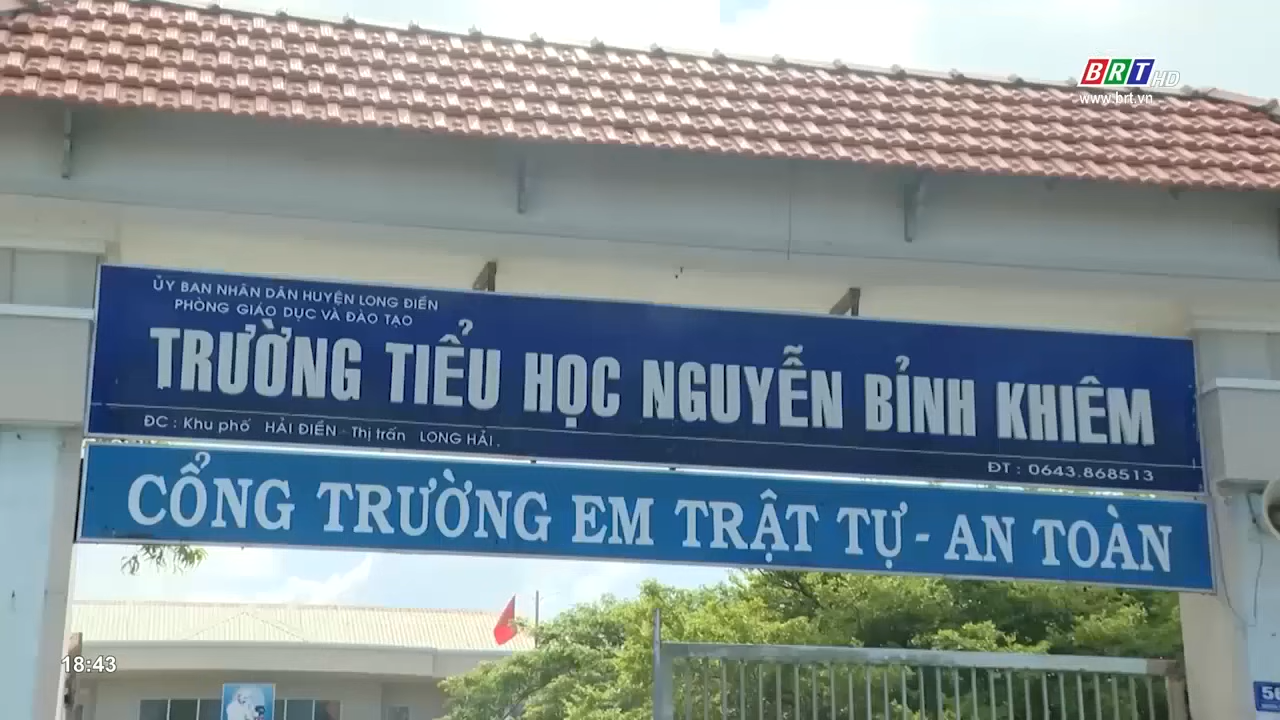 BRT HD
www.brt.vn
ỦY BAN NHÂN DÂN HUYỆN LONG ĐIỀN
PHÒNG GIÁO DỤC VÀ ĐÀO TẠO
TRƯỜNG TIỂU HỌC NGUYỄN BỈNH KHIÊM
ĐC : Khu phố HẢI ĐIỀN - Thị trấn LONG HẢI .
ĐT : 0643.868513
CỔNG TRƯỜNG EM TRẬT TỰ - AN TOÀN
18:43